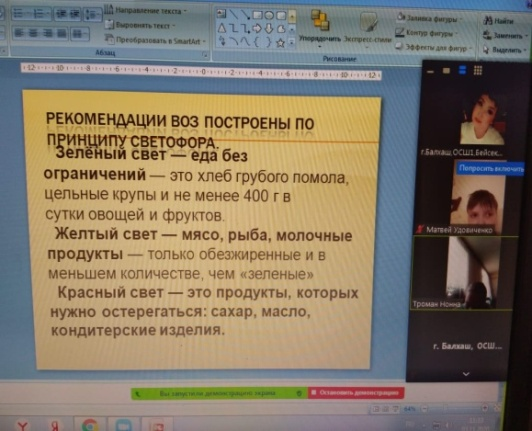 Направление текста
Выровнять текст
Преобразовать в SmartArt
Абзац
Упорядочить
Экспресс-стили
Заливка фигуры
Контур фигуры
Эффекты для фигур
Рисование
Найти
Заменить
Выделить
РЕКОМЕНДАЦИИ ВОЗ ПОСТРОЕНЫ ПО
ПРИНЦИПУ СВЕТОФОРА.
Зелёный свет — еда без
ограничений — это хлеб грубого помола,
цельные крупы и не менее 400 г в
сутки овощей и фруктов.
Желтый свет — мясо, рыба, молочные
продукты — только обезжиренные и в
меньшем количестве, чем «зеленые»
Красный свет — это продукты, которых
нужно остерегаться: сахар, масло,
кондитерские изделия.
г.Балхаш,ОСШ1,Бейсек...
Попросить включить
Матвей Удовиченко
Троман Нонна
г. Балхаш, ОСШ...
Остановить демонстрацию